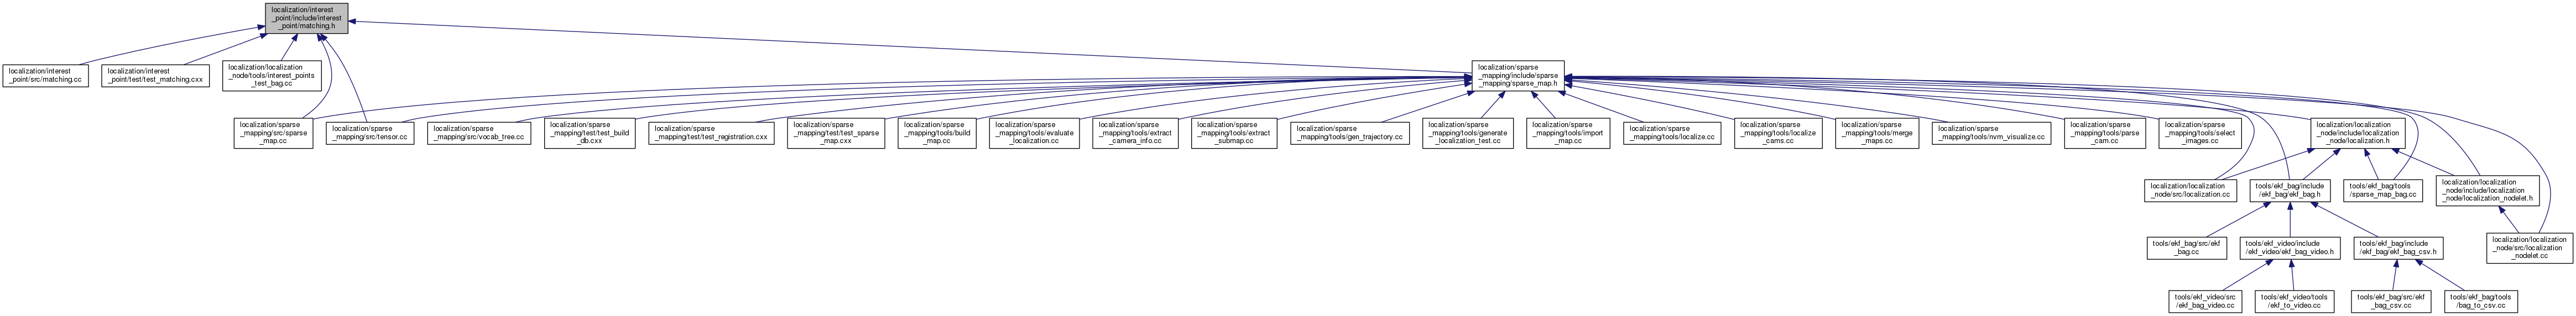 localization/interest
_point/include/interest
_point/matching.h
localization/interest
_point/src/matching.cc
localization/interest
_point/test/test_matching.cxx
localization/localization
_node/tools/interest_points
_test_bag.cc
localization/sparse
_mapping/include/sparse
_mapping/sparse_map.h
localization/sparse
_mapping/src/sparse
_map.cc
localization/sparse
_mapping/src/tensor.cc
localization/sparse
_mapping/src/vocab_tree.cc
localization/sparse
_mapping/test/test_build
_db.cxx
localization/sparse
_mapping/test/test_registration.cxx
localization/sparse
_mapping/test/test_sparse
_map.cxx
localization/sparse
_mapping/tools/build
_map.cc
localization/sparse
_mapping/tools/evaluate
_localization.cc
localization/sparse
_mapping/tools/extract
_camera_info.cc
localization/sparse
_mapping/tools/extract
_submap.cc
localization/sparse
_mapping/tools/gen_trajectory.cc
localization/sparse
_mapping/tools/generate
_localization_test.cc
localization/sparse
_mapping/tools/import
_map.cc
localization/sparse
_mapping/tools/localize.cc
localization/sparse
_mapping/tools/localize
_cams.cc
localization/sparse
_mapping/tools/merge
_maps.cc
localization/sparse
_mapping/tools/nvm_visualize.cc
localization/sparse
_mapping/tools/parse
_cam.cc
localization/sparse
_mapping/tools/select
_images.cc
localization/localization
_node/include/localization
_node/localization.h
localization/localization
_node/src/localization.cc
tools/ekf_bag/include
/ekf_bag/ekf_bag.h
tools/ekf_bag/tools
/sparse_map_bag.cc
localization/localization
_node/include/localization
_node/localization_nodelet.h
tools/ekf_bag/src/ekf
_bag.cc
tools/ekf_video/include
/ekf_video/ekf_bag_video.h
tools/ekf_bag/include
/ekf_bag/ekf_bag_csv.h
localization/localization
_node/src/localization
_nodelet.cc
tools/ekf_video/src
/ekf_bag_video.cc
tools/ekf_video/tools
/ekf_to_video.cc
tools/ekf_bag/src/ekf
_bag_csv.cc
tools/ekf_bag/tools
/bag_to_csv.cc